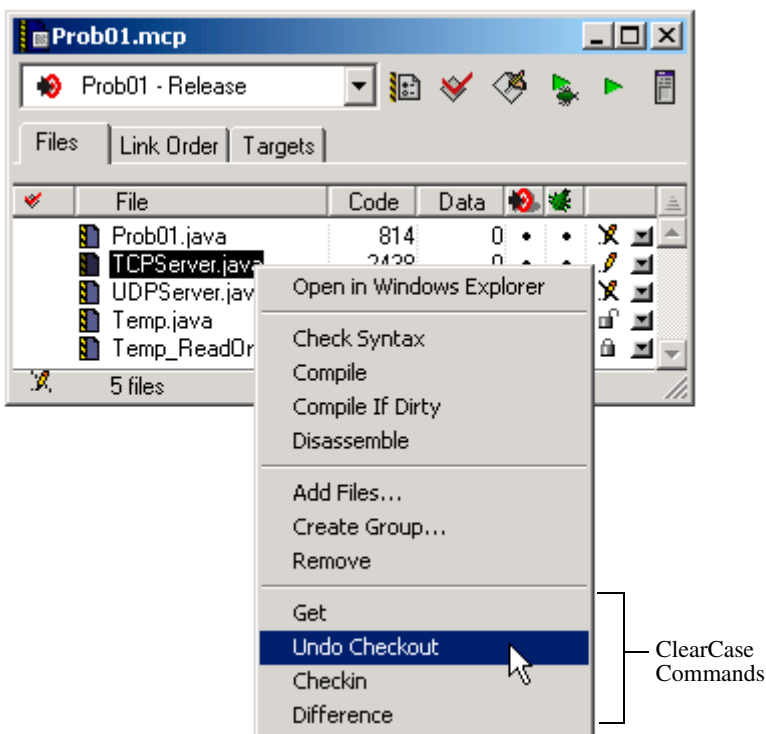 Prob01.mcp
Prob01 - Release
Files Link Order Targets
File Code Data
Prob01.java 814 0
TCPServer.java 2438 0
UDPServer.jav
Temp.java
Temp_ReadOr
5 files
Open in Windows Explorer
Check Syntax
Compile
Compile If Dirty
Disassemble
Add Files...
Create Group...
Remove
Get
Undo Checkout
Checkin
Difference
ClearCase
Commands